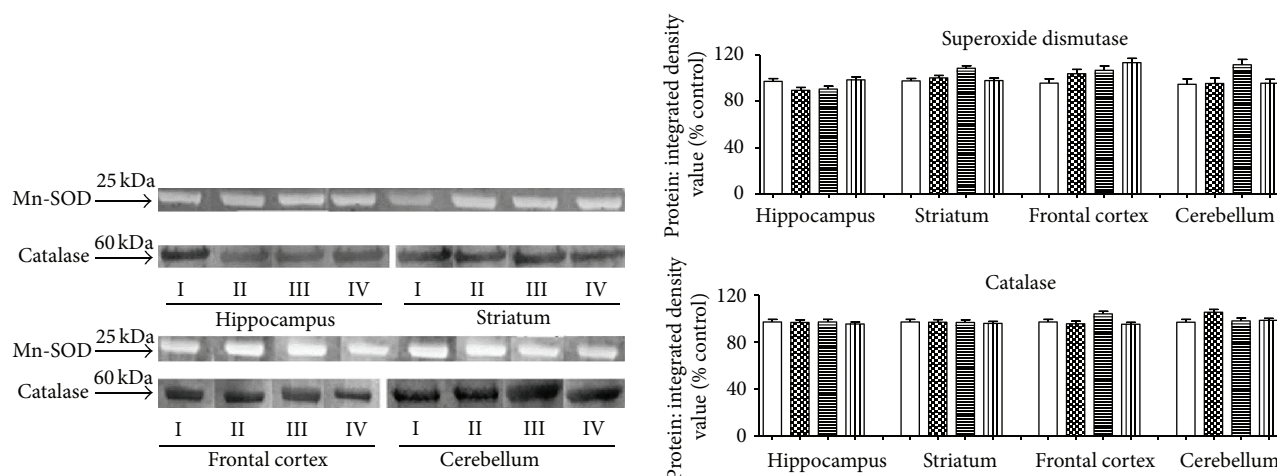 25 kDa
Mn-SOD
60 kDa
Catalase
I II III IV I II III IV
Hippocampus Striatum
25 kDa
Mn-SOD
60 kDa
Catalase
I II III IV I II III IV
Frontal cortex Cerebellum
Superoxide dismutase
Protein: integrated density
value (% control)
120
80
40
0
Hippocampus Striatum Frontal cortex Cerebellum
Catalase
Protein: integrated density
value (% control)
120
80
40
0
Hippocampus Striatum Frontal cortex Cerebellum